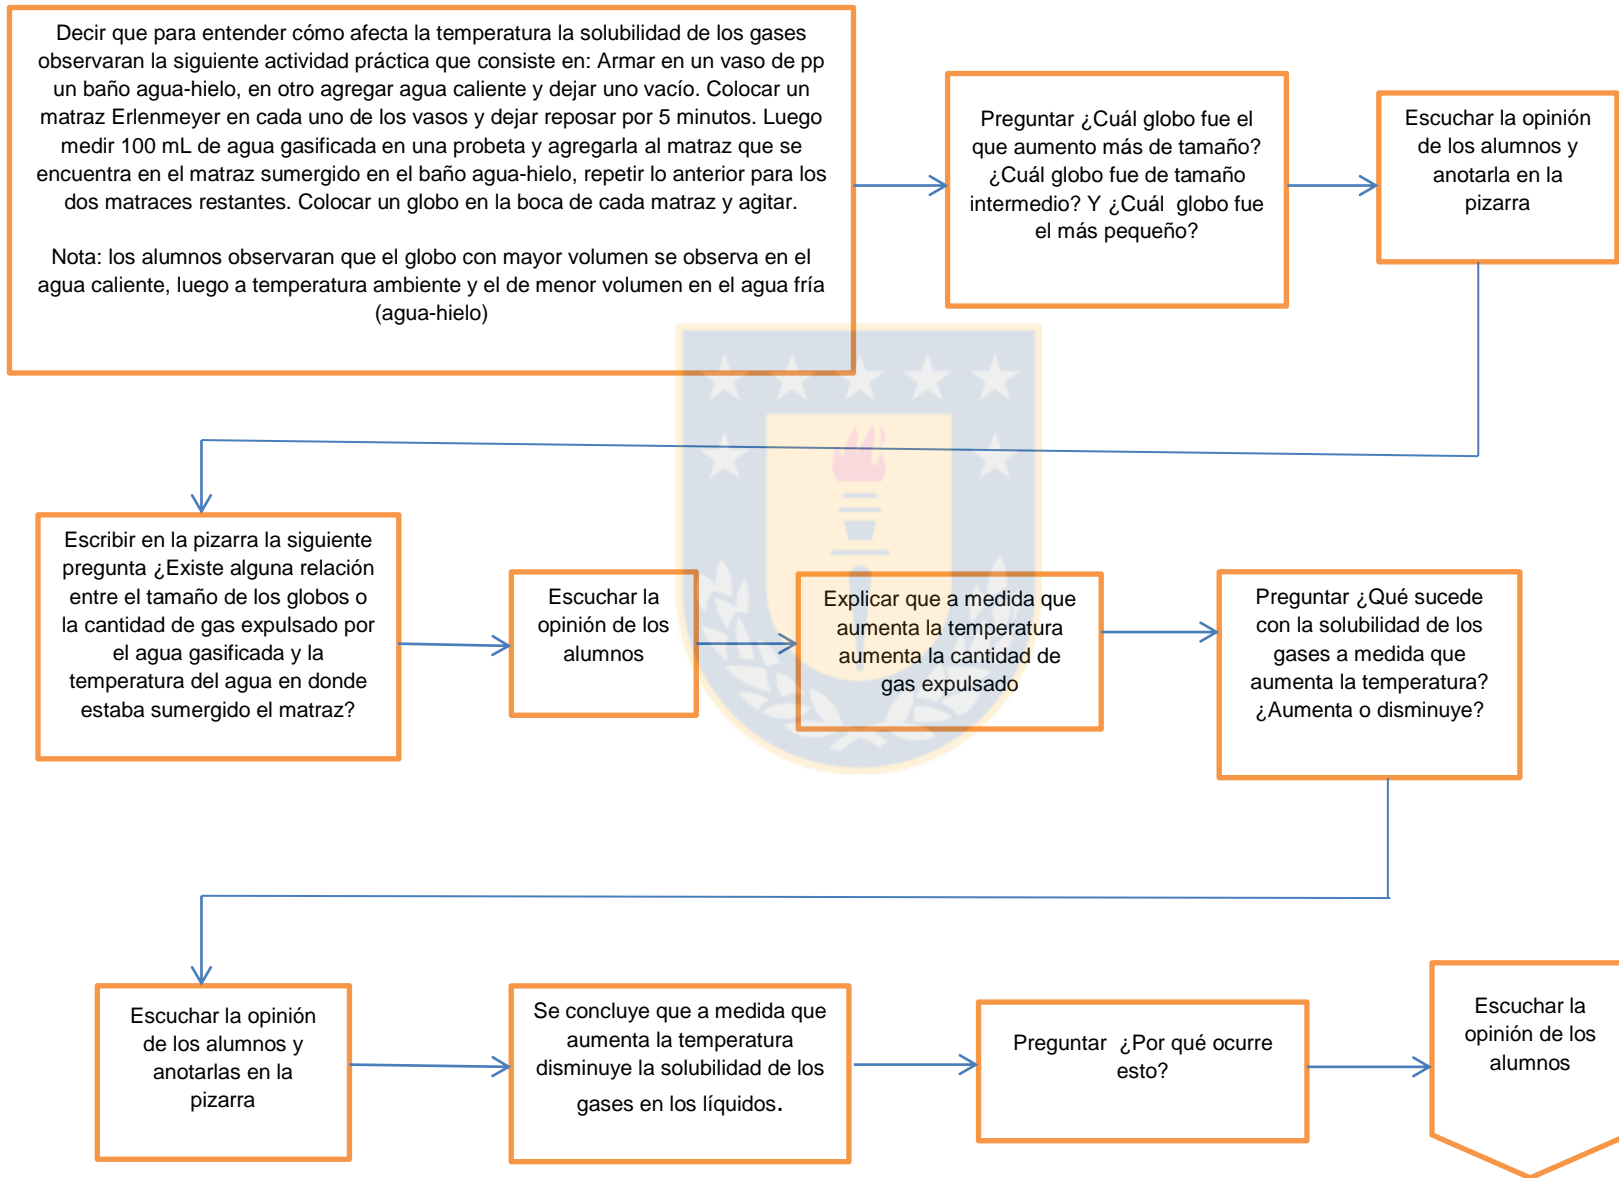 Decir que para entender cómo afecta la temperatura la solubilidad de los gases
observaran la siguiente actividad práctica que consiste en: Armar en un vaso de pp
un baño agua-hielo, en otro agregar agua caliente y dejar uno vacío. Colocar un
matraz Erlenmeyer en cada uno de los vasos y dejar reposar por 5 minutos. Luego
medir 100 mL de agua gasificada en una probeta y agregarla al matraz que se
encuentra en el matraz sumergido en el baño agua-hielo, repetir lo anterior para los
dos matraces restantes. Colocar un globo en la boca de cada matraz y agitar.
Nota: los alumnos observaran que el globo con mayor volumen se observa en el
agua caliente, luego a temperatura ambiente y el de menor volumen en el agua fría
(agua-hielo)
Preguntar ¿Cuál globo fue el
que aumento más de tamaño?
¿Cuál globo fue de tamaño
intermedio? Y ¿Cuál globo fue
el más pequeño?
Escuchar la opinión
de los alumnos y
anotarla en la
pizarra
Escribir en la pizarra la siguiente
pregunta ¿Existe alguna relación
entre el tamaño de los globos o
la cantidad de gas expulsado por
el agua gasificada y la
temperatura del agua en donde
estaba sumergido el matraz?
Escuchar la
opinión de los
alumnos
Explicar que a medida que
aumenta la temperatura
aumenta la cantidad de
gas expulsado
Preguntar ¿Qué sucede
con la solubilidad de los
gases a medida que
aumenta la temperatura?
¿Aumenta o disminuye?
Escuchar la opinión
de los alumnos y
anotarlas en la
pizarra
Se concluye que a medida que
aumenta la temperatura
disminuye la solubilidad de los
gases en los líquidos.
Preguntar ¿Por qué ocurre
esto?
Escuchar la
opinión de los
alumnos